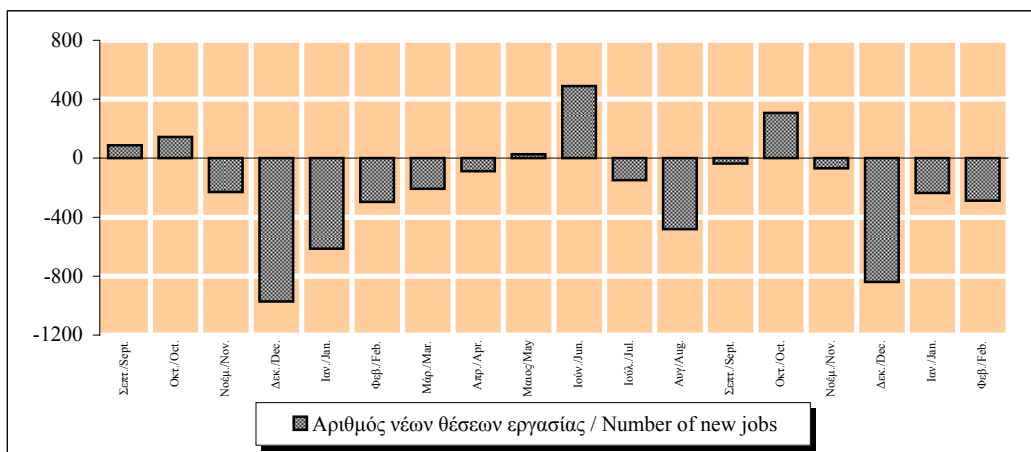 800
400
0
-400
-800
-1200
Σεπτ./Sept.
Οκτ./Oct.
Νοέμ./Nov.
Δεκ./Dec.
Ιαν./Jan.
Φεβ./Feb.
Μάρ./Mar.
Απρ./Apr.
Μαιος/May
Ιούν./Jun.
Ιούλ./Jul.
Αυγ/Aug.
Σεπτ./Sept.
Οκτ./Oct.
Νοέμ./Nov.
Δεκ./Dec.
Ιαν./Jan.
Φεβ./Feb.
Αριθμός νέων θέσεων εργασίας / Number of new jobs